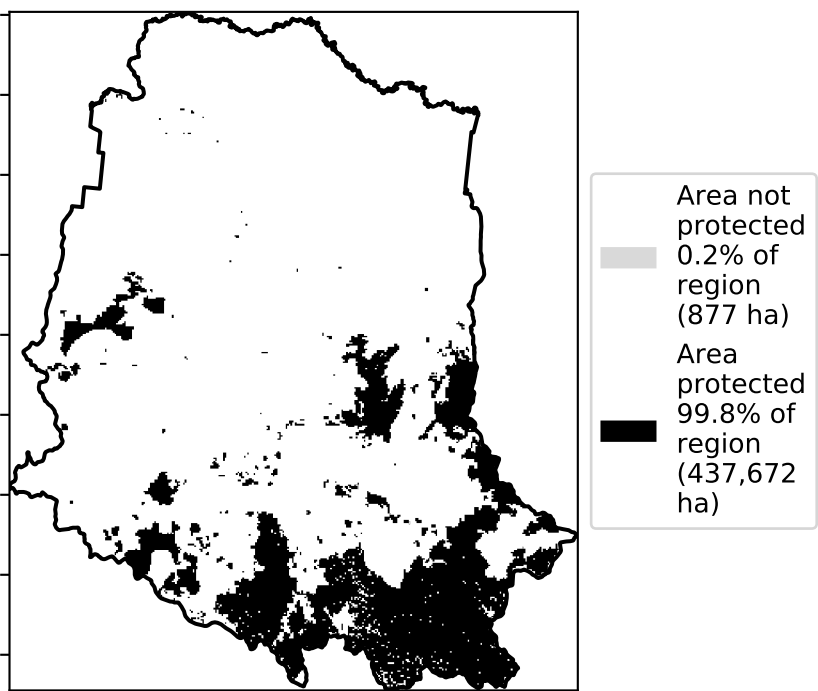 Area not
protected
0.2% of
region
(877 ha)
Area
protected
99.8% of
region
(437,672
ha)